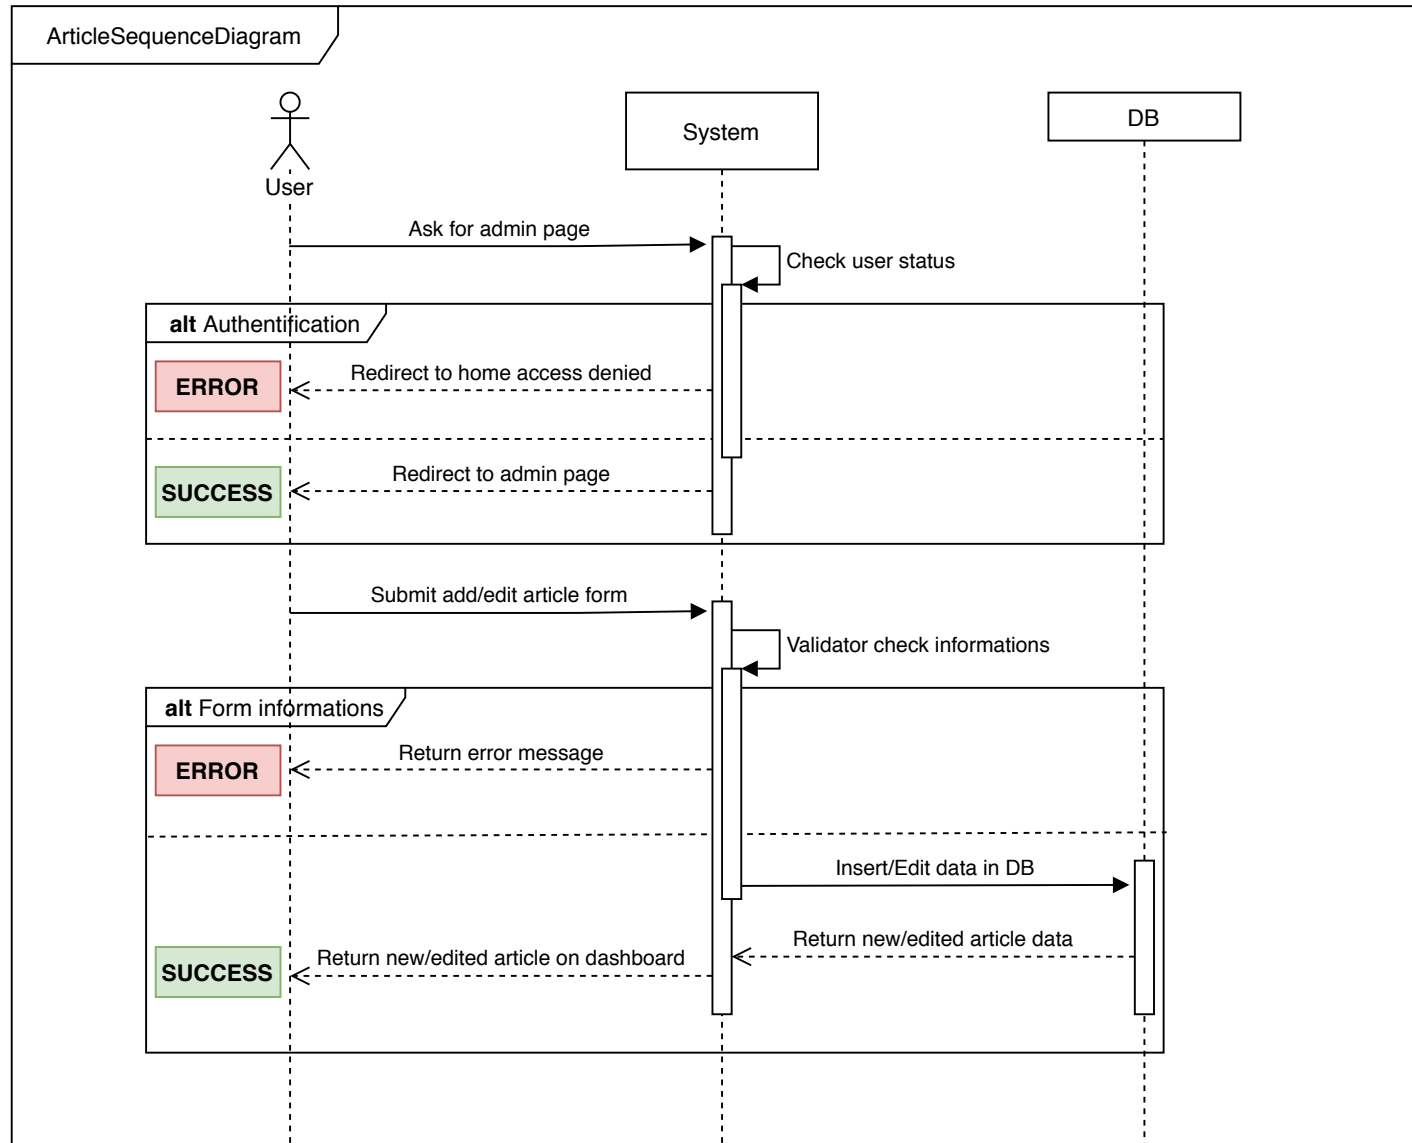 ArticleSequenceDiagram
System
DB
User
Ask for admin page
Check user status
alt Authentification
Redirect to home access denied
ERROR
Redirect to admin page
SUCCESS
Submit add/edit article form
Validator check informations
alt Form informations
Return error message
ERROR
Insert/Edit data in DB
Return new/edited article data
Return new/edited article on dashboard
SUCCESS